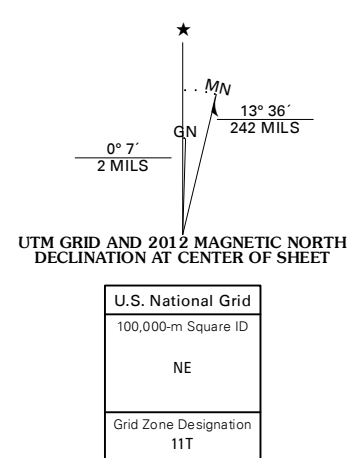 ★
MN
GN
13° 36´
242 MILS
0° 7´
2 MILS
UTM GRID AND 2012 MAGNETIC NORTH
DECLINATION AT CENTER OF SHEET
U.S. National Grid
100,000-m Square ID
NE
Grid Zone Designation
11T